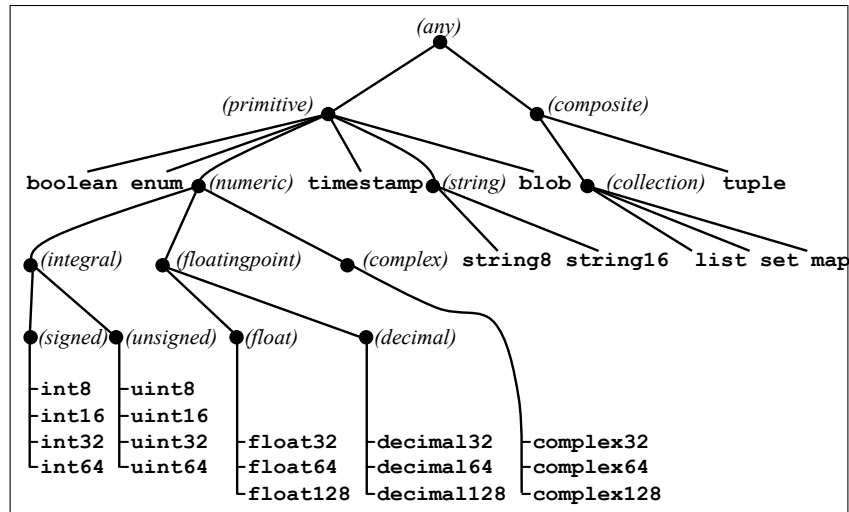 (any)
(primitive) (composite)
boolean enum (numeric) timestamp (string) blob (collection) tuple
(integral) (floatingpoint) (complex) string8 string16 list set map
(signed) (unsigned) (float) (decimal)
int8 uint8
int16 uint16
int32 uint32 float32 decimal32 complex32
int64 uint64 float64 decimal64 complex64
float128 decimal128 complex128